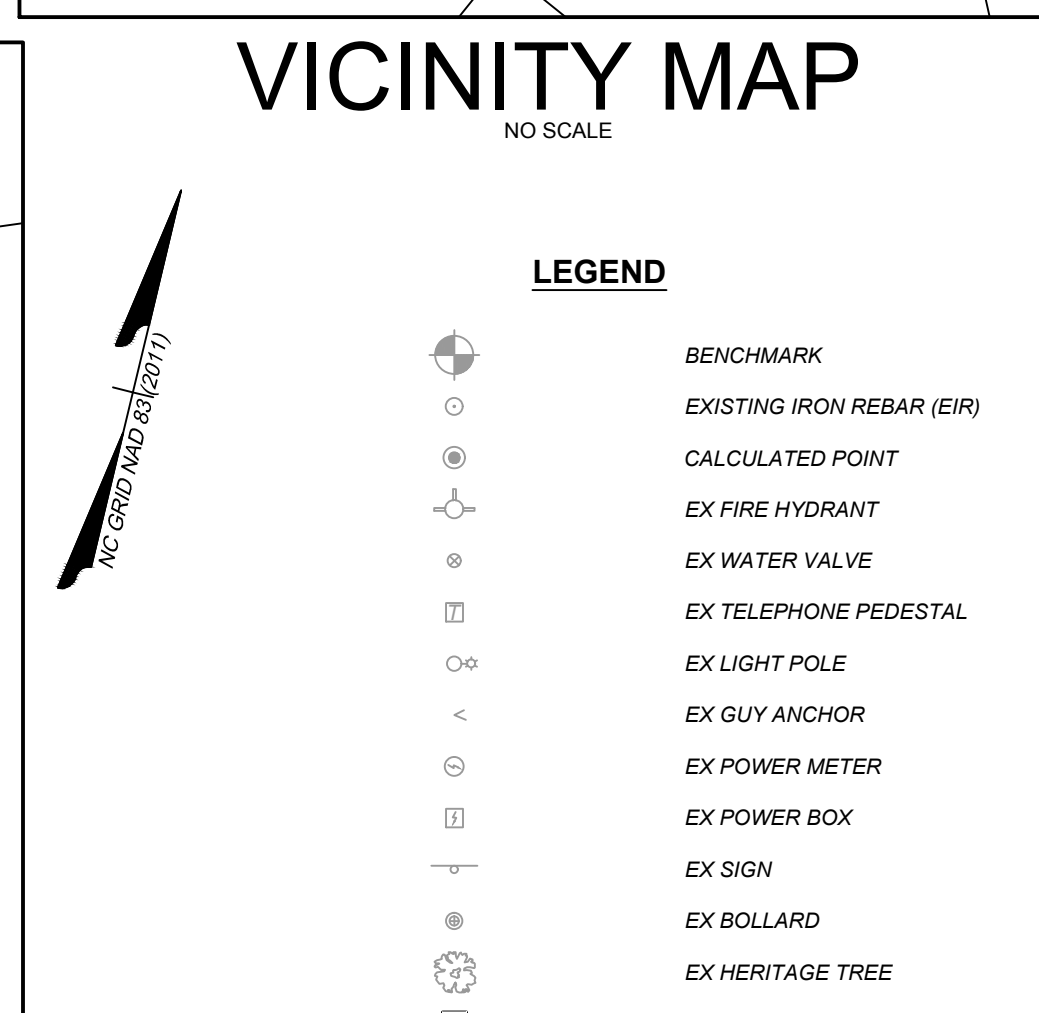 VICINITY MAP
NO SCALE
NC GRID NAD 83 (2011)
LEGEND
BENCHMARK
EXISTING IRON REBAR (EIR)
CALCULATED POINT
EX FIRE HYDRANT
EX WATER VALVE
T EX TELEPHONE PEDESTAL
EX LIGHT POLE
EX GUY ANCHOR
EX POWER METER
EX POWER BOX
EX SIGN
EX BOLLARD
EX HERITAGE TREE